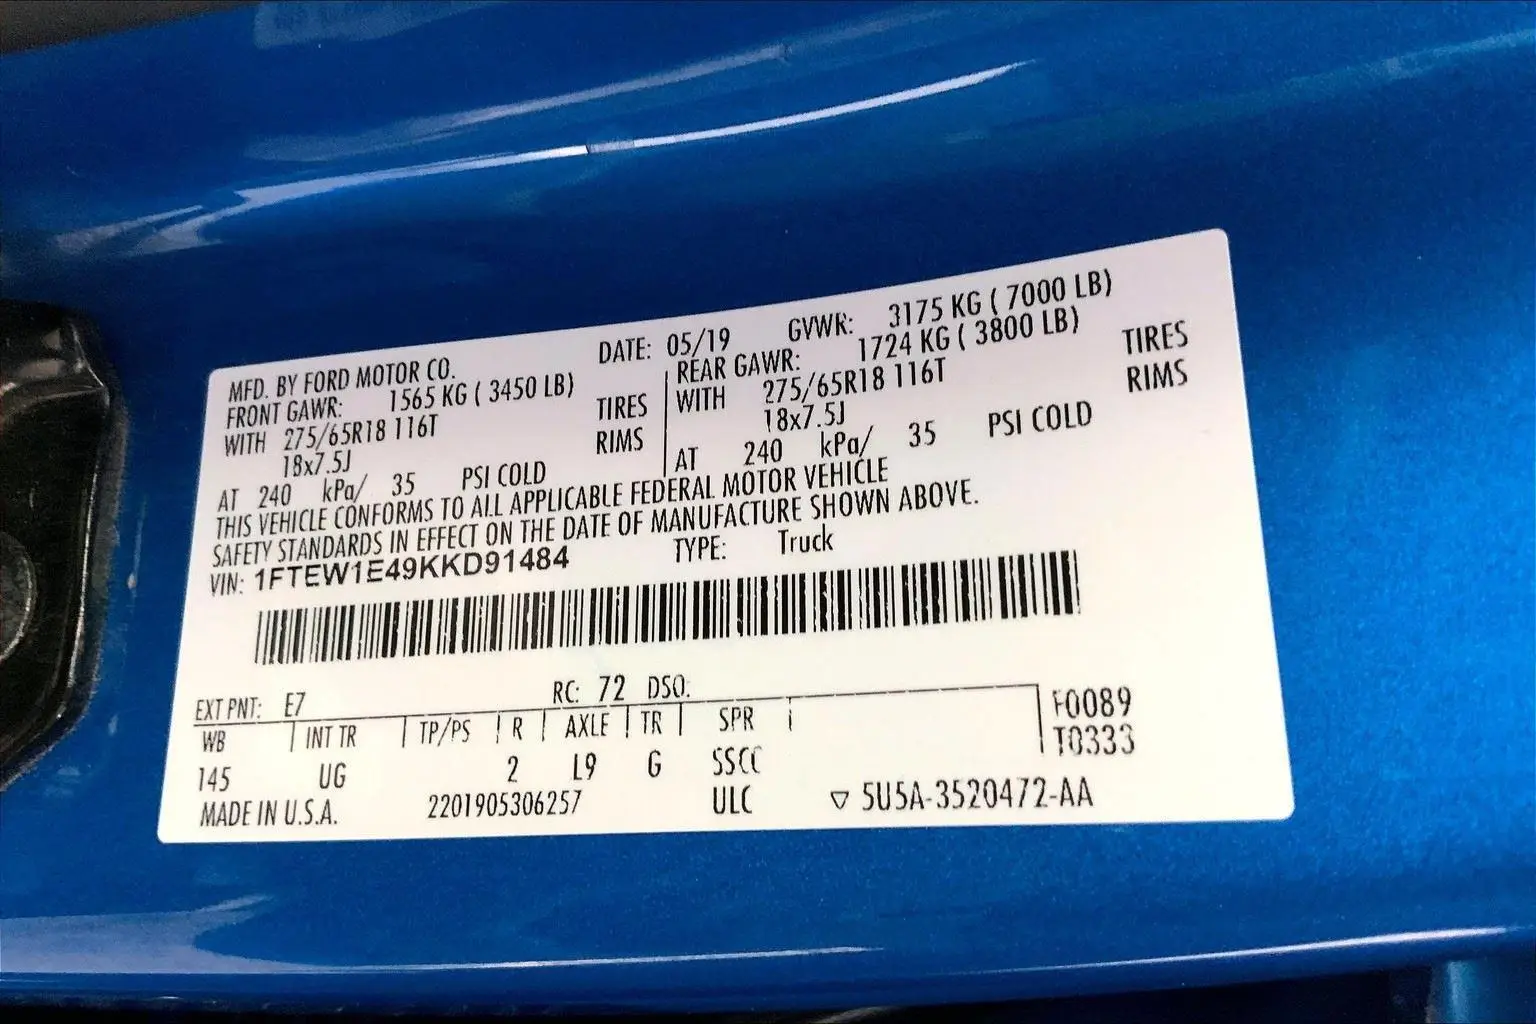 MFD. BY FORD MOTOR CO. DATE: 05/19 GVWR: 3175 KG ( 7000 LB)
FRONT GAWR: 1565 KG ( 3450 LB) REAR GAWR: 1724 KG ( 3800 LB)
WITH 275/65R18 116T TIRES WITH 275/65R18 116T TIRES
18x7.5J RIMS 18x7.5J RIMS
AT 240 kPa/ 35 PSI COLD AT 240 kPa/ 35 PSI COLD
THIS VEHICLE CONFORMS TO ALL APPLICABLE FEDERAL MOTOR VEHICLE
SAFETY STANDARDS IN EFFECT ON THE DATE OF MANUFACTURE SHOWN ABOVE.
VIN: 1FTEW1E49KKD91484 TYPE: Truck
EXT PNT: E7 RC: 72 DSO:
WB INT TR TP/PS R AXLE TR SPR F0089
145 UG 2 L9 G SSCC T0333
MADE IN U.S.A. 2201905306257 ULC ▽ 5U5A-3520472-AA